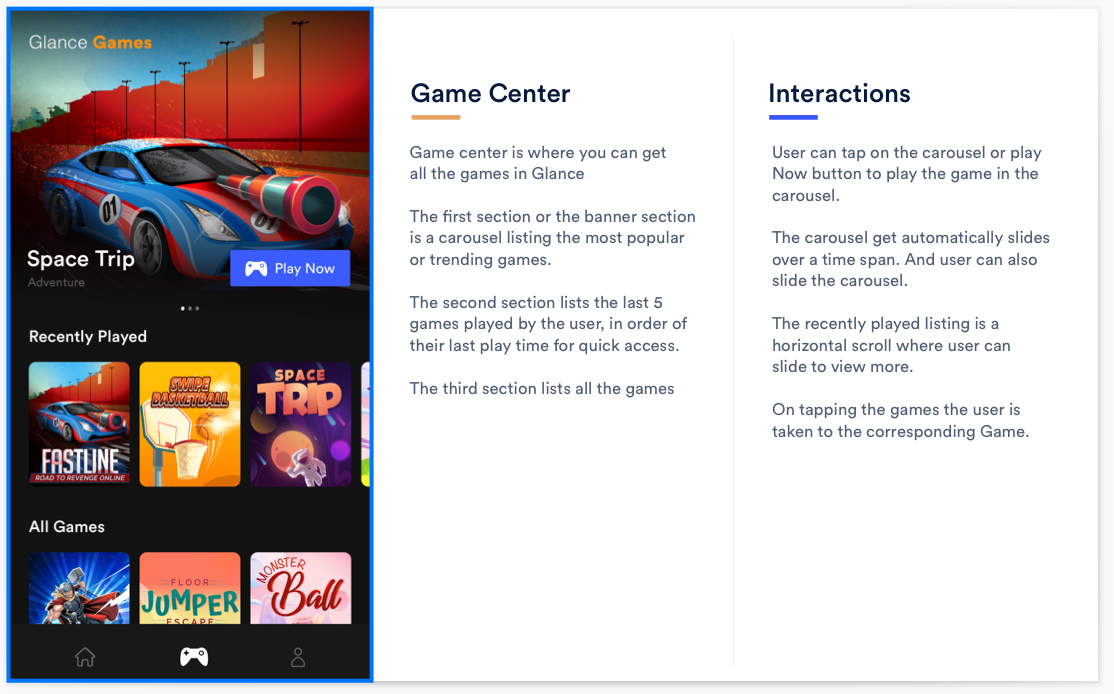 Glance Games
01
01
Space Trip
Adventure
Play Now
Recently Played
FASTLINE
ROAD TO REVENGE ONLINE
SWIPE
BASKETBALL
SPACE
TRIP
All Games
FLOOR
JUMPER
ESCAPE
MONSTER
Ball
Game Center
Game center is where you can get
all the games in Glance
The first section or the banner section
is a carousel listing the most popular
or trending games.
The second section lists the last 5
games played by the user, in order of
their last play time for quick access.
The third section lists all the games
Interactions
User can tap on the carousel or play
Now button to play the game in the
carousel.
The carousel get automatically slides
over a time span. And user can also
slide the carousel.
The recently played listing is a
horizontal scroll where user can
slide to view more.
On tapping the games the user is
taken to the corresponding Game.